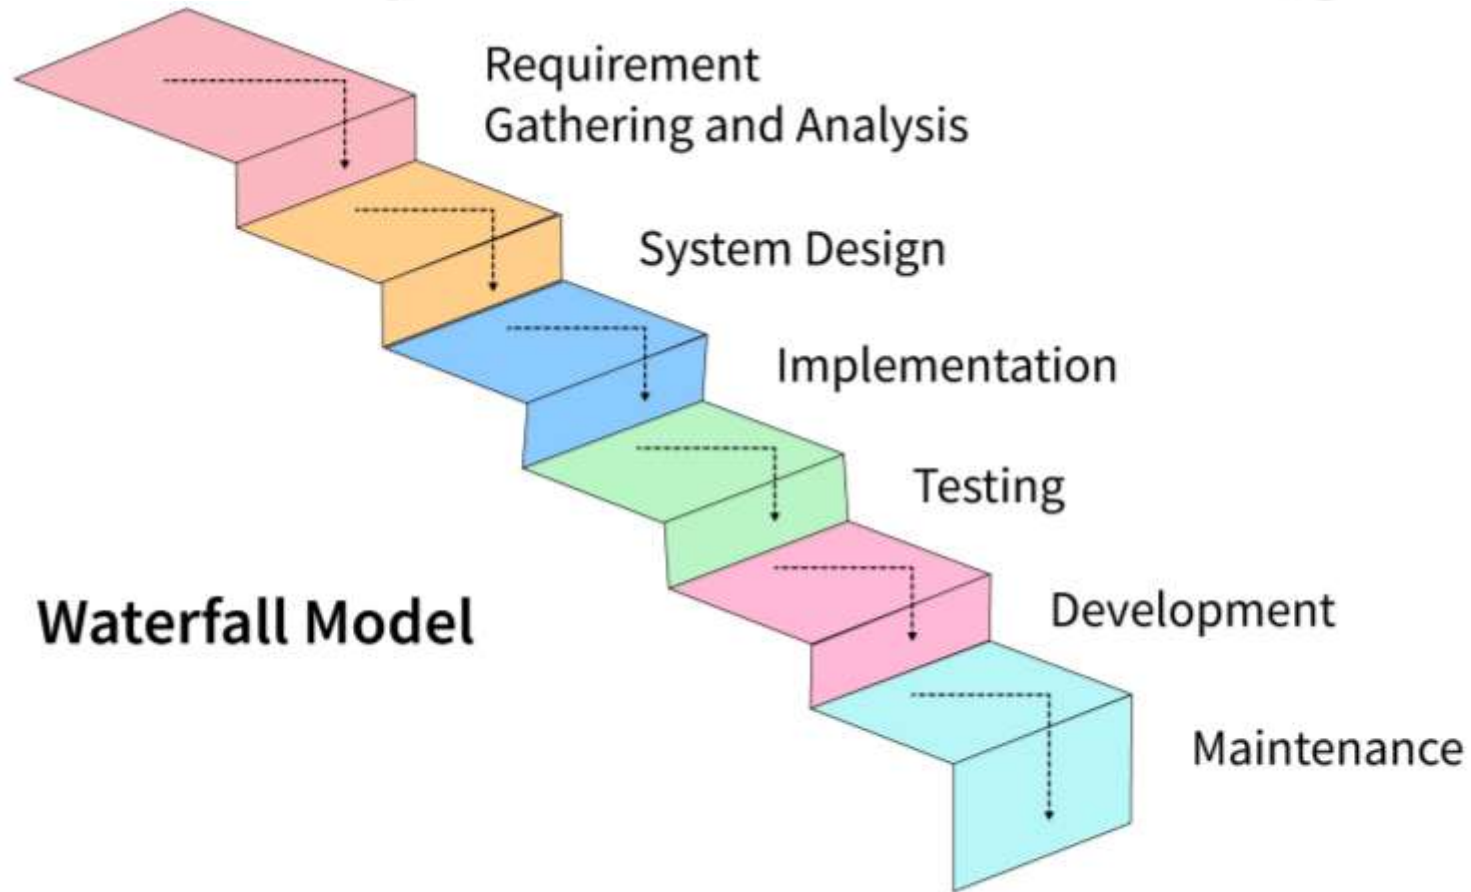 Requirement
Gathering and Analysis
System Design
Implementation
Testing
Development
Waterfall Model
Maintenance